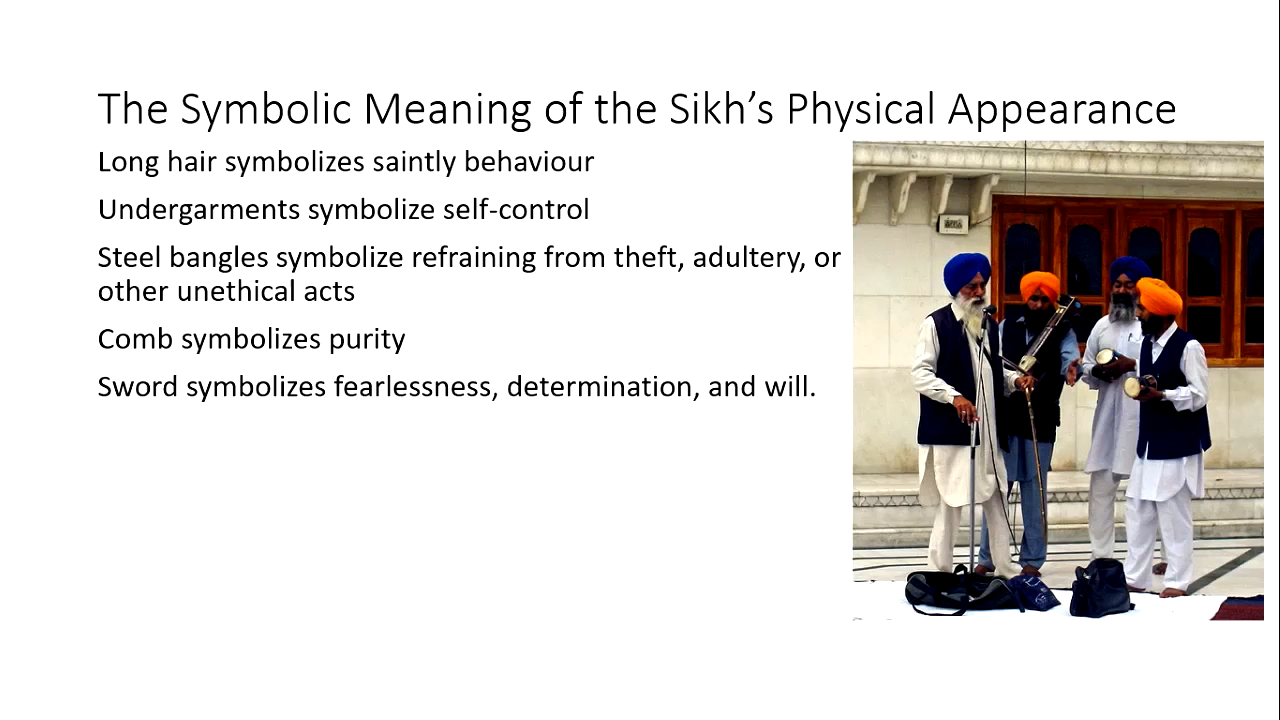 The Symbolic Meaning of the Sikh’s Physical Appearance
Long hair symbolizes saintly behaviour
Undergarments symbolize self-control
Steel bangles symbolize refraining from theft, adultery, or
other unethical acts
Comb symbolizes purity
Sword symbolizes fearlessness, determination, and will.